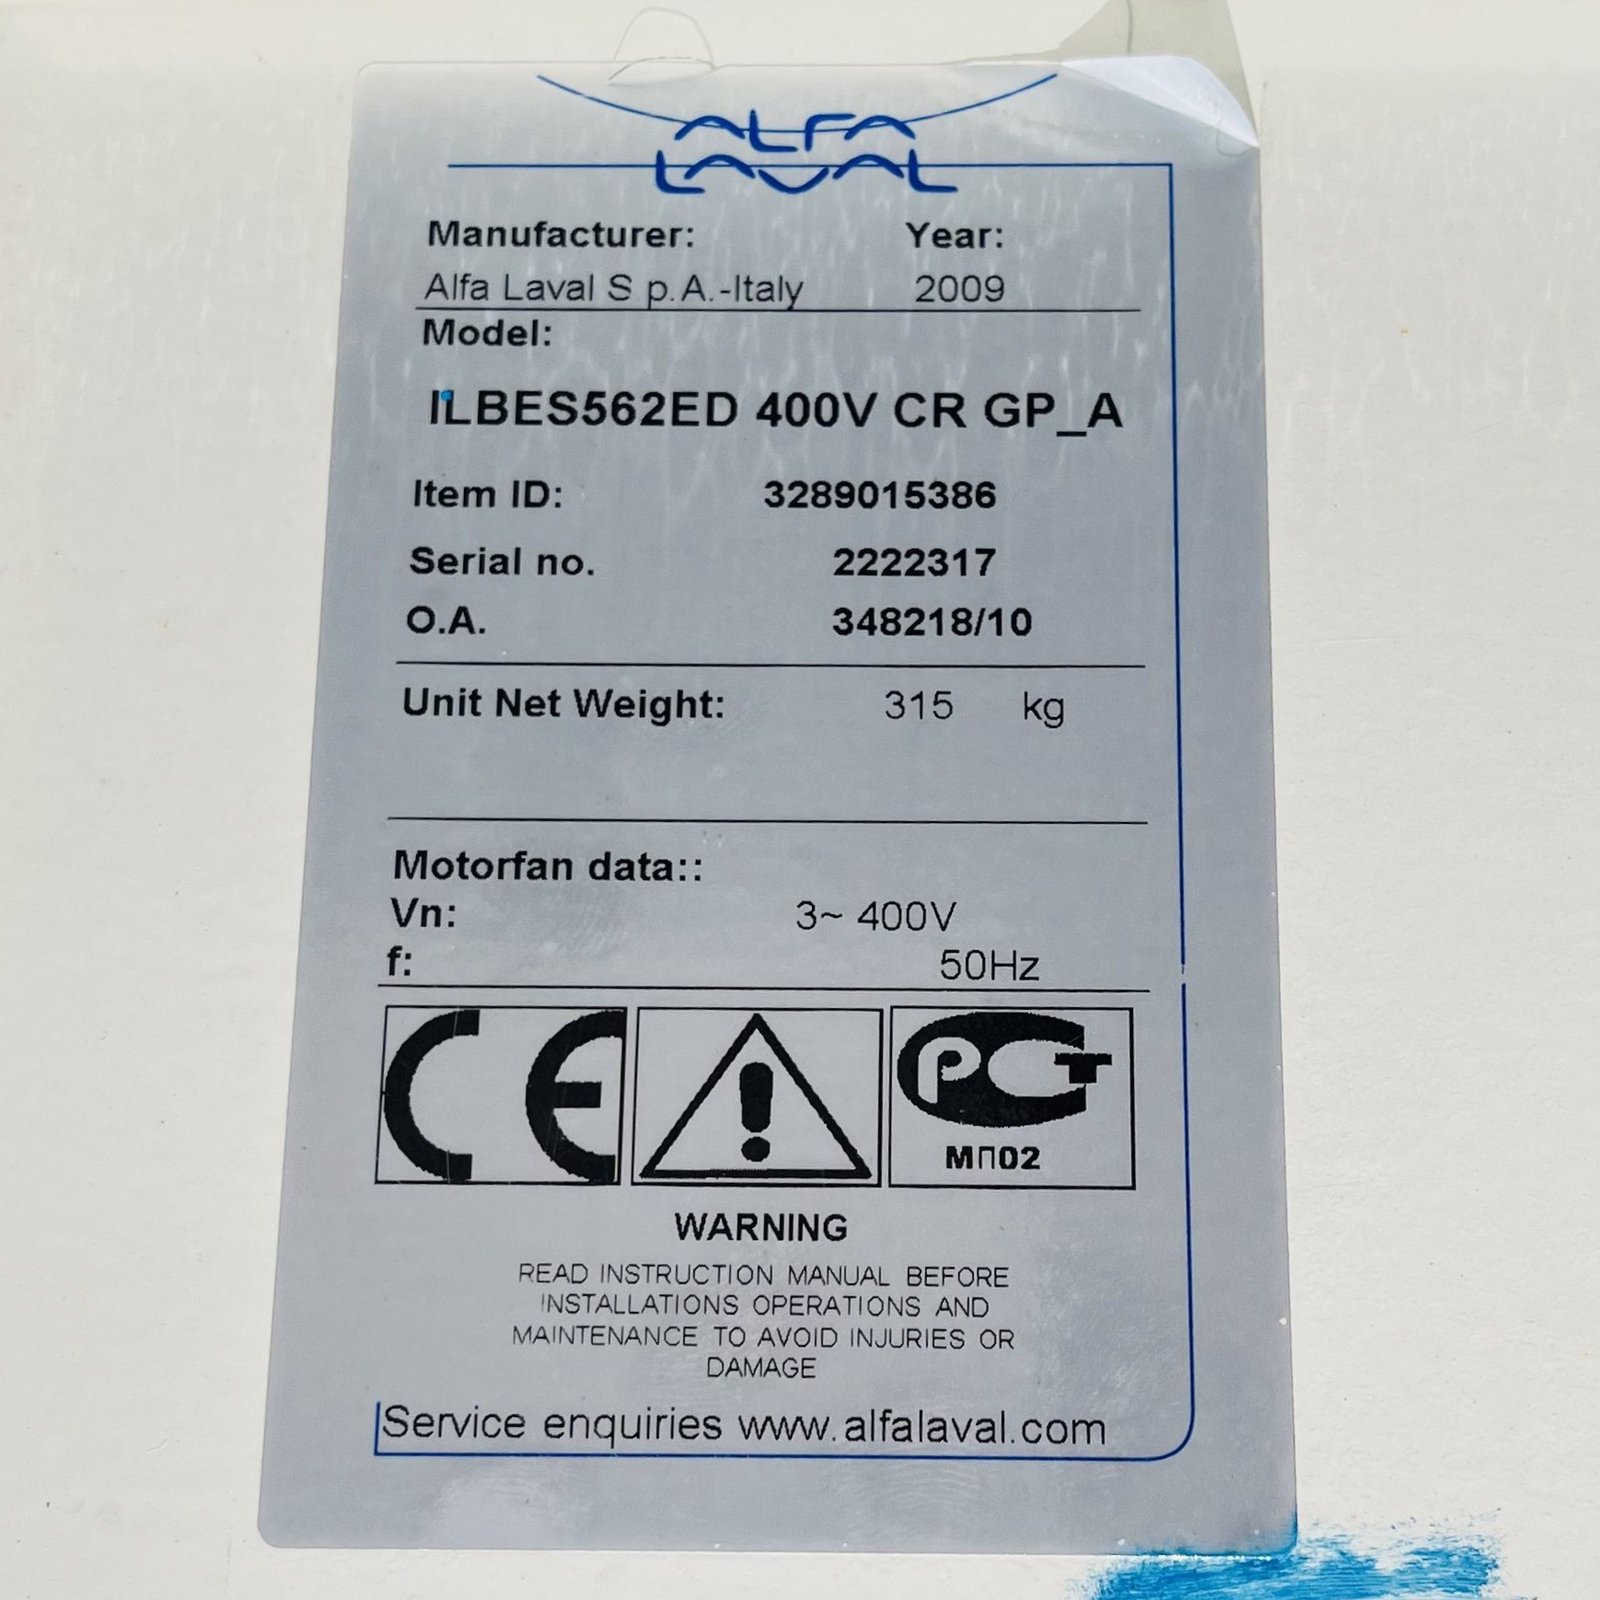 ALFA
LAVAL
Manufacturer: Year:
Alfa Laval S p.A.-Italy 2009
Model:
ILBES562ED 400V CR GP_A
Item ID: 3289015386
Serial no. 2222317
O.A. 348218/10
Unit Net Weight: 315 kg
Motorfan data::
Vn: 3~ 400V
f: 50Hz
CE PCT
МП02
WARNING
READ INSTRUCTION MANUAL BEFORE
INSTALLATIONS OPERATIONS AND
MAINTENANCE TO AVOID INJURIES OR
DAMAGE
Service enquiries www.alfalaval.com